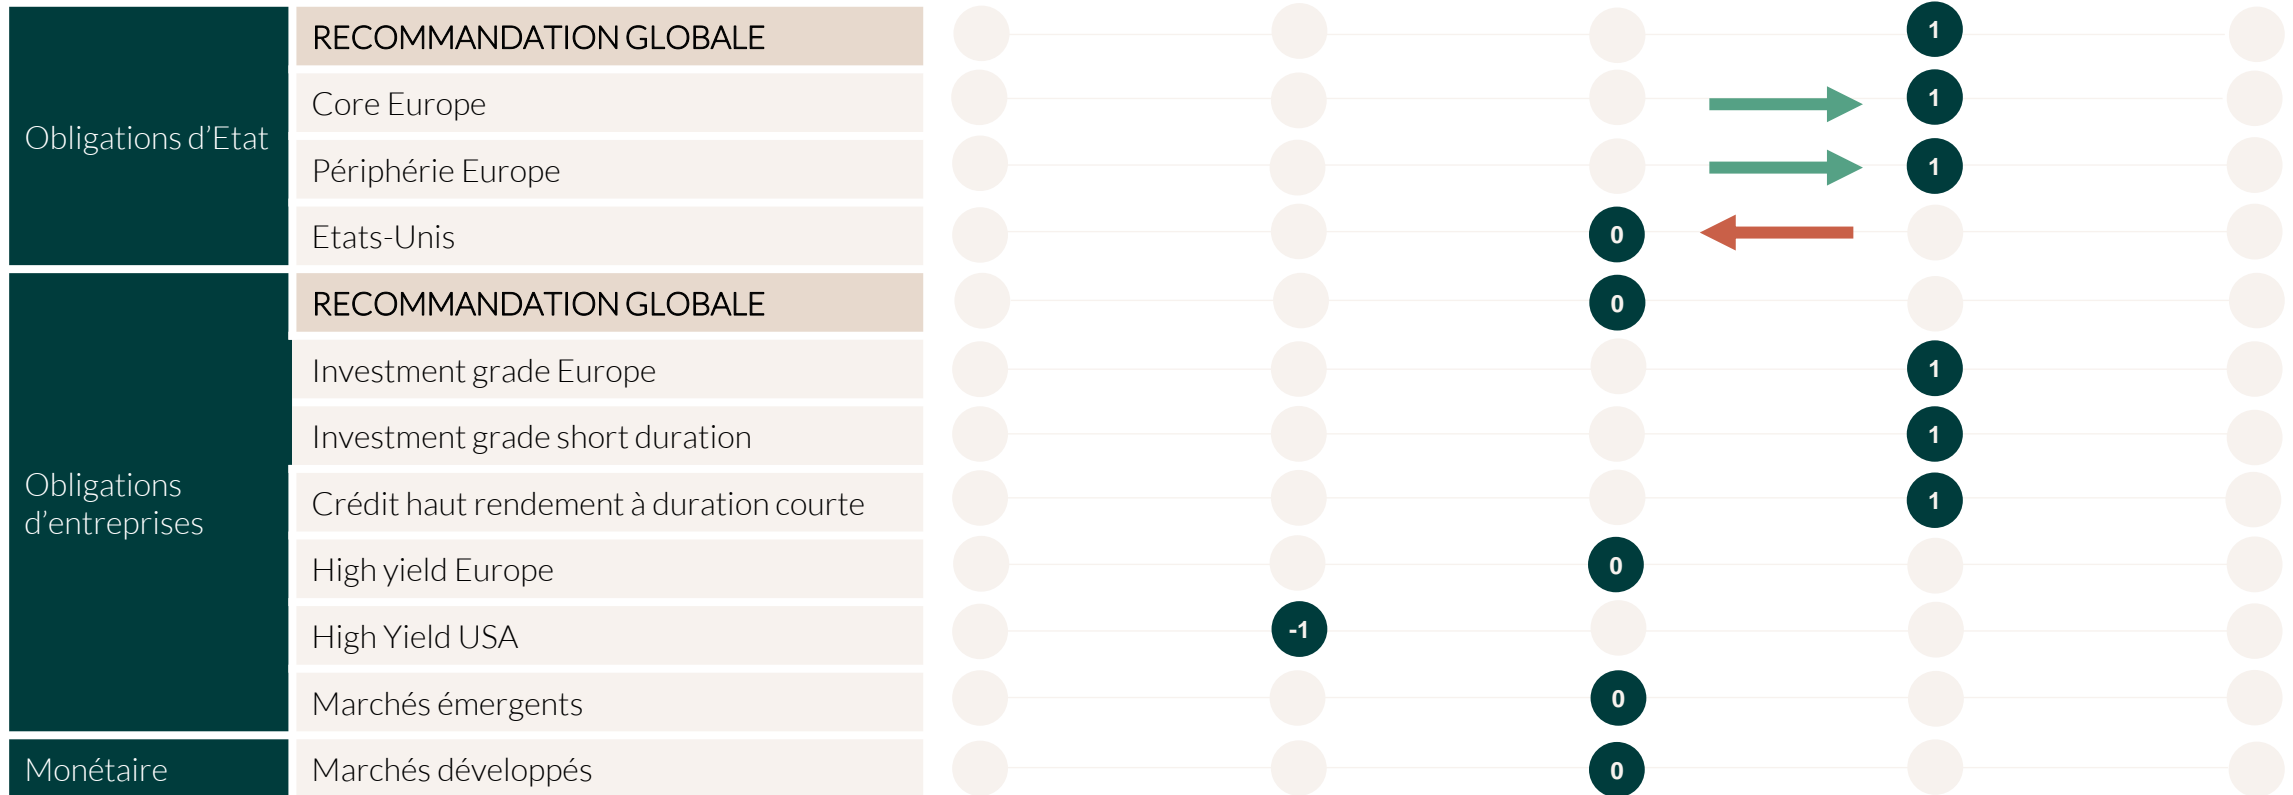 Obligations d’Etat
RECOMMANDATION GLOBALE
1
Core Europe
1
Périphérie Europe
1
Etats-Unis
0
Obligations
d’entreprises
RECOMMANDATION GLOBALE
0
Investment grade Europe
1
Investment grade short duration
1
Crédit haut rendement à duration courte
1
High yield Europe
0
High Yield USA
-1
Marchés émergents
0
Monétaire
Marchés développés
0